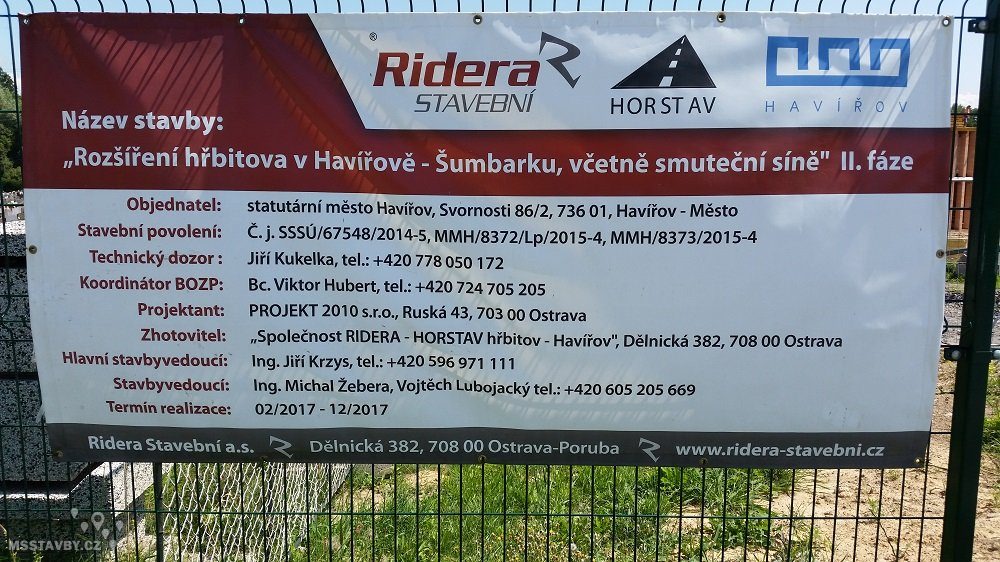 Ridera®
STAVEBNÍ
HORSTAV
HAVÍŘOV
Název stavby:
„Rozšíření hřbitova v Havířově - Šumbarku, včetně smuteční síně" II. fáze
Objednatel: statutární město Havířov, Svornosti 86/2, 736 01, Havířov - Město
Stavební povolení: Č. j. SSSÚ/67548/2014-5, MMH/8372/Lp/2015-4, MMH/8373/2015-4
Technický dozor : Jiří Kukelka, tel.: +420 778 050 172
Koordinátor BOZP: Bc. Viktor Hubert, tel.: +420 724 705 205
Projektant: PROJEKT 2010 s.r.o., Ruská 43, 703 00 Ostrava
Zhotovitel: „Společnost RIDERA - HORSTAV hřbitov - Havířov", Dělnická 382, 708 00 Ostrava
Hlavní stavbyvedoucí: Ing. Jiří Krzys, tel.: +420 596 971 111
Stavbyvedoucí: Ing. Michal Žebera, Vojtěch Lubojacký tel.: +420 605 205 669
Termín realizace: 02/2017 - 12/2017
Ridera Stavební a.s. Dělnická 382, 708 00 Ostrava-Poruba www.ridera-stavebni.cz
MSSTAVBY.CZ